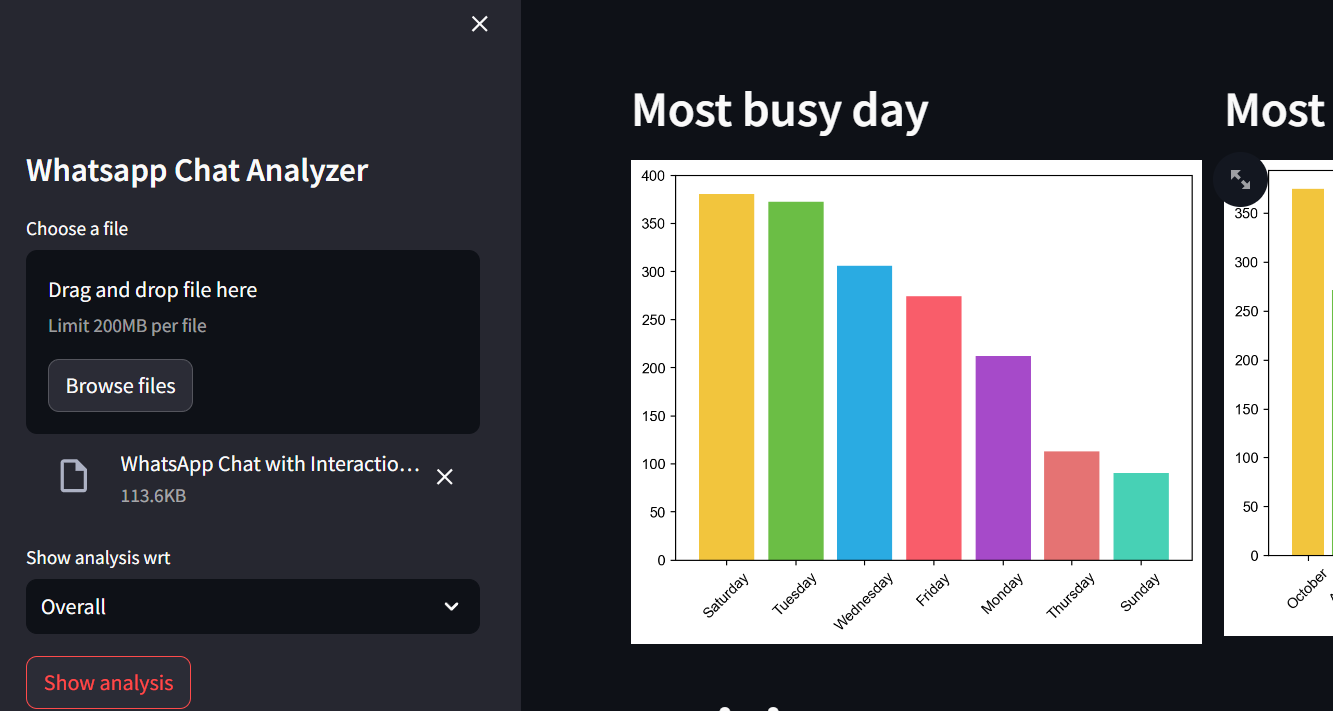 Whatsapp Chat Analyzer
Choose a file
Drag and drop file here
Limit 200MB per file
Browse files
WhatsApp Chat with Interactio…
113.6KB
Show analysis wrt
Overall
Show analysis
Most busy day
400
350
300
250
200
150
100
50
0
Saturday
Tuesday
Wednesday
Friday
Monday
Thursday
Sunday
Most
350
300
250
200
150
100
50
0
October